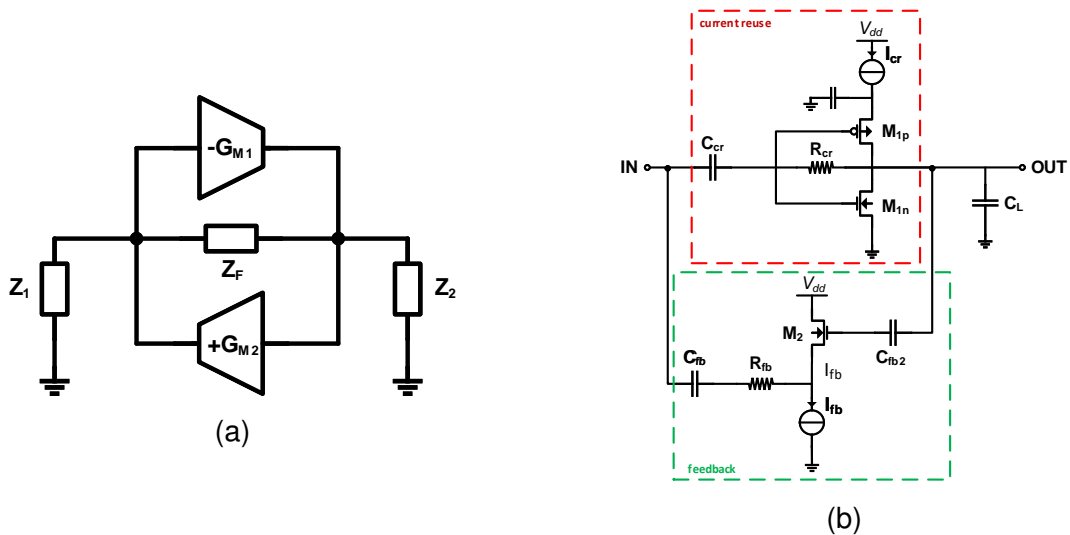 -GM1
ZF
Z1
Z2
+GM2
(a)
current reuse
Vdd
Icr
M1p
Ccr
Rcr
IN
OUT
M1n
CL
Vdd
M2
Cfb2
Cfb
Rfb
Ifb
Ifb
feedback
(b)